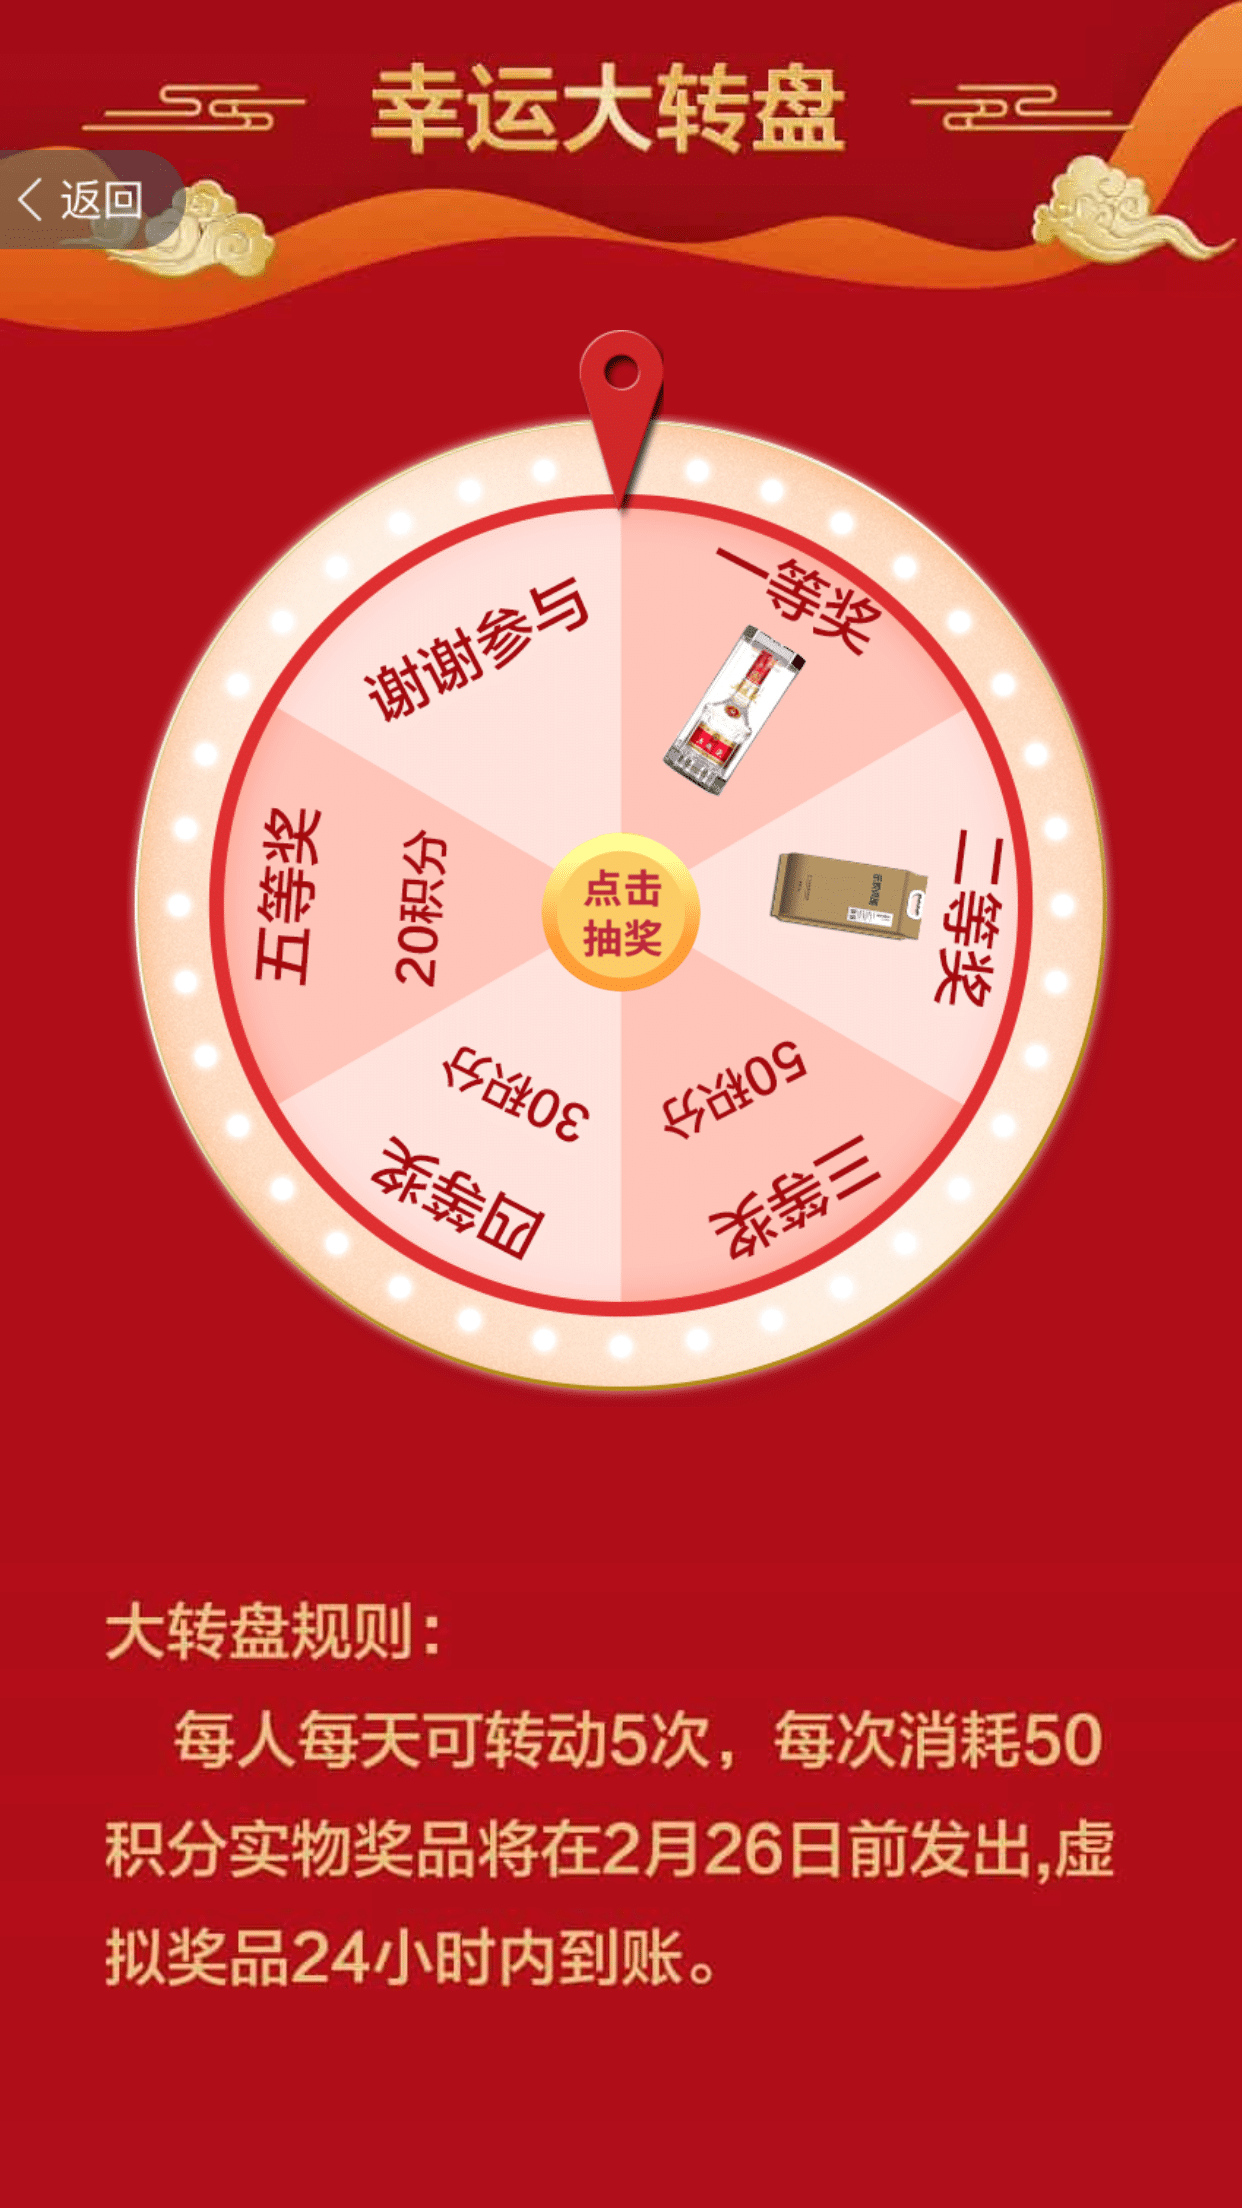 幸运大转盘
返回
一等奖
二等奖
三等奖
50积分
四等奖
30积分
五等奖
20积分
谢谢参与
点击
抽奖
大转盘规则：
每人每天可转动5次，每次消耗50
积分实物奖品将在2月26日前发出,虚
拟奖品24小时内到账。